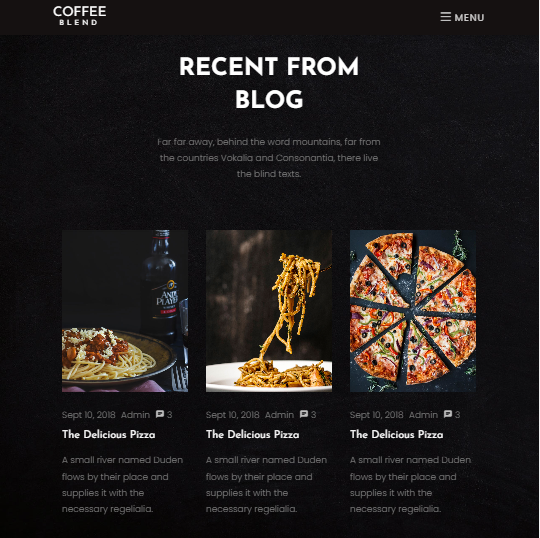 COFFEE
BLEND
MENU
RECENT FROM
BLOG
Far far away, behind the word mountains, far from
the countries Vokalia and Consonantia, there live
the blind texts.
Sept 10, 2018 Admin 3
The Delicious Pizza
A small river named Duden
flows by their place and
supplies it with the
necessary regelialia.
Sept 10, 2018 Admin 3
The Delicious Pizza
A small river named Duden
flows by their place and
supplies it with the
necessary regelialia.
Sept 10, 2018 Admin 3
The Delicious Pizza
A small river named Duden
flows by their place and
supplies it with the
necessary regelialia.